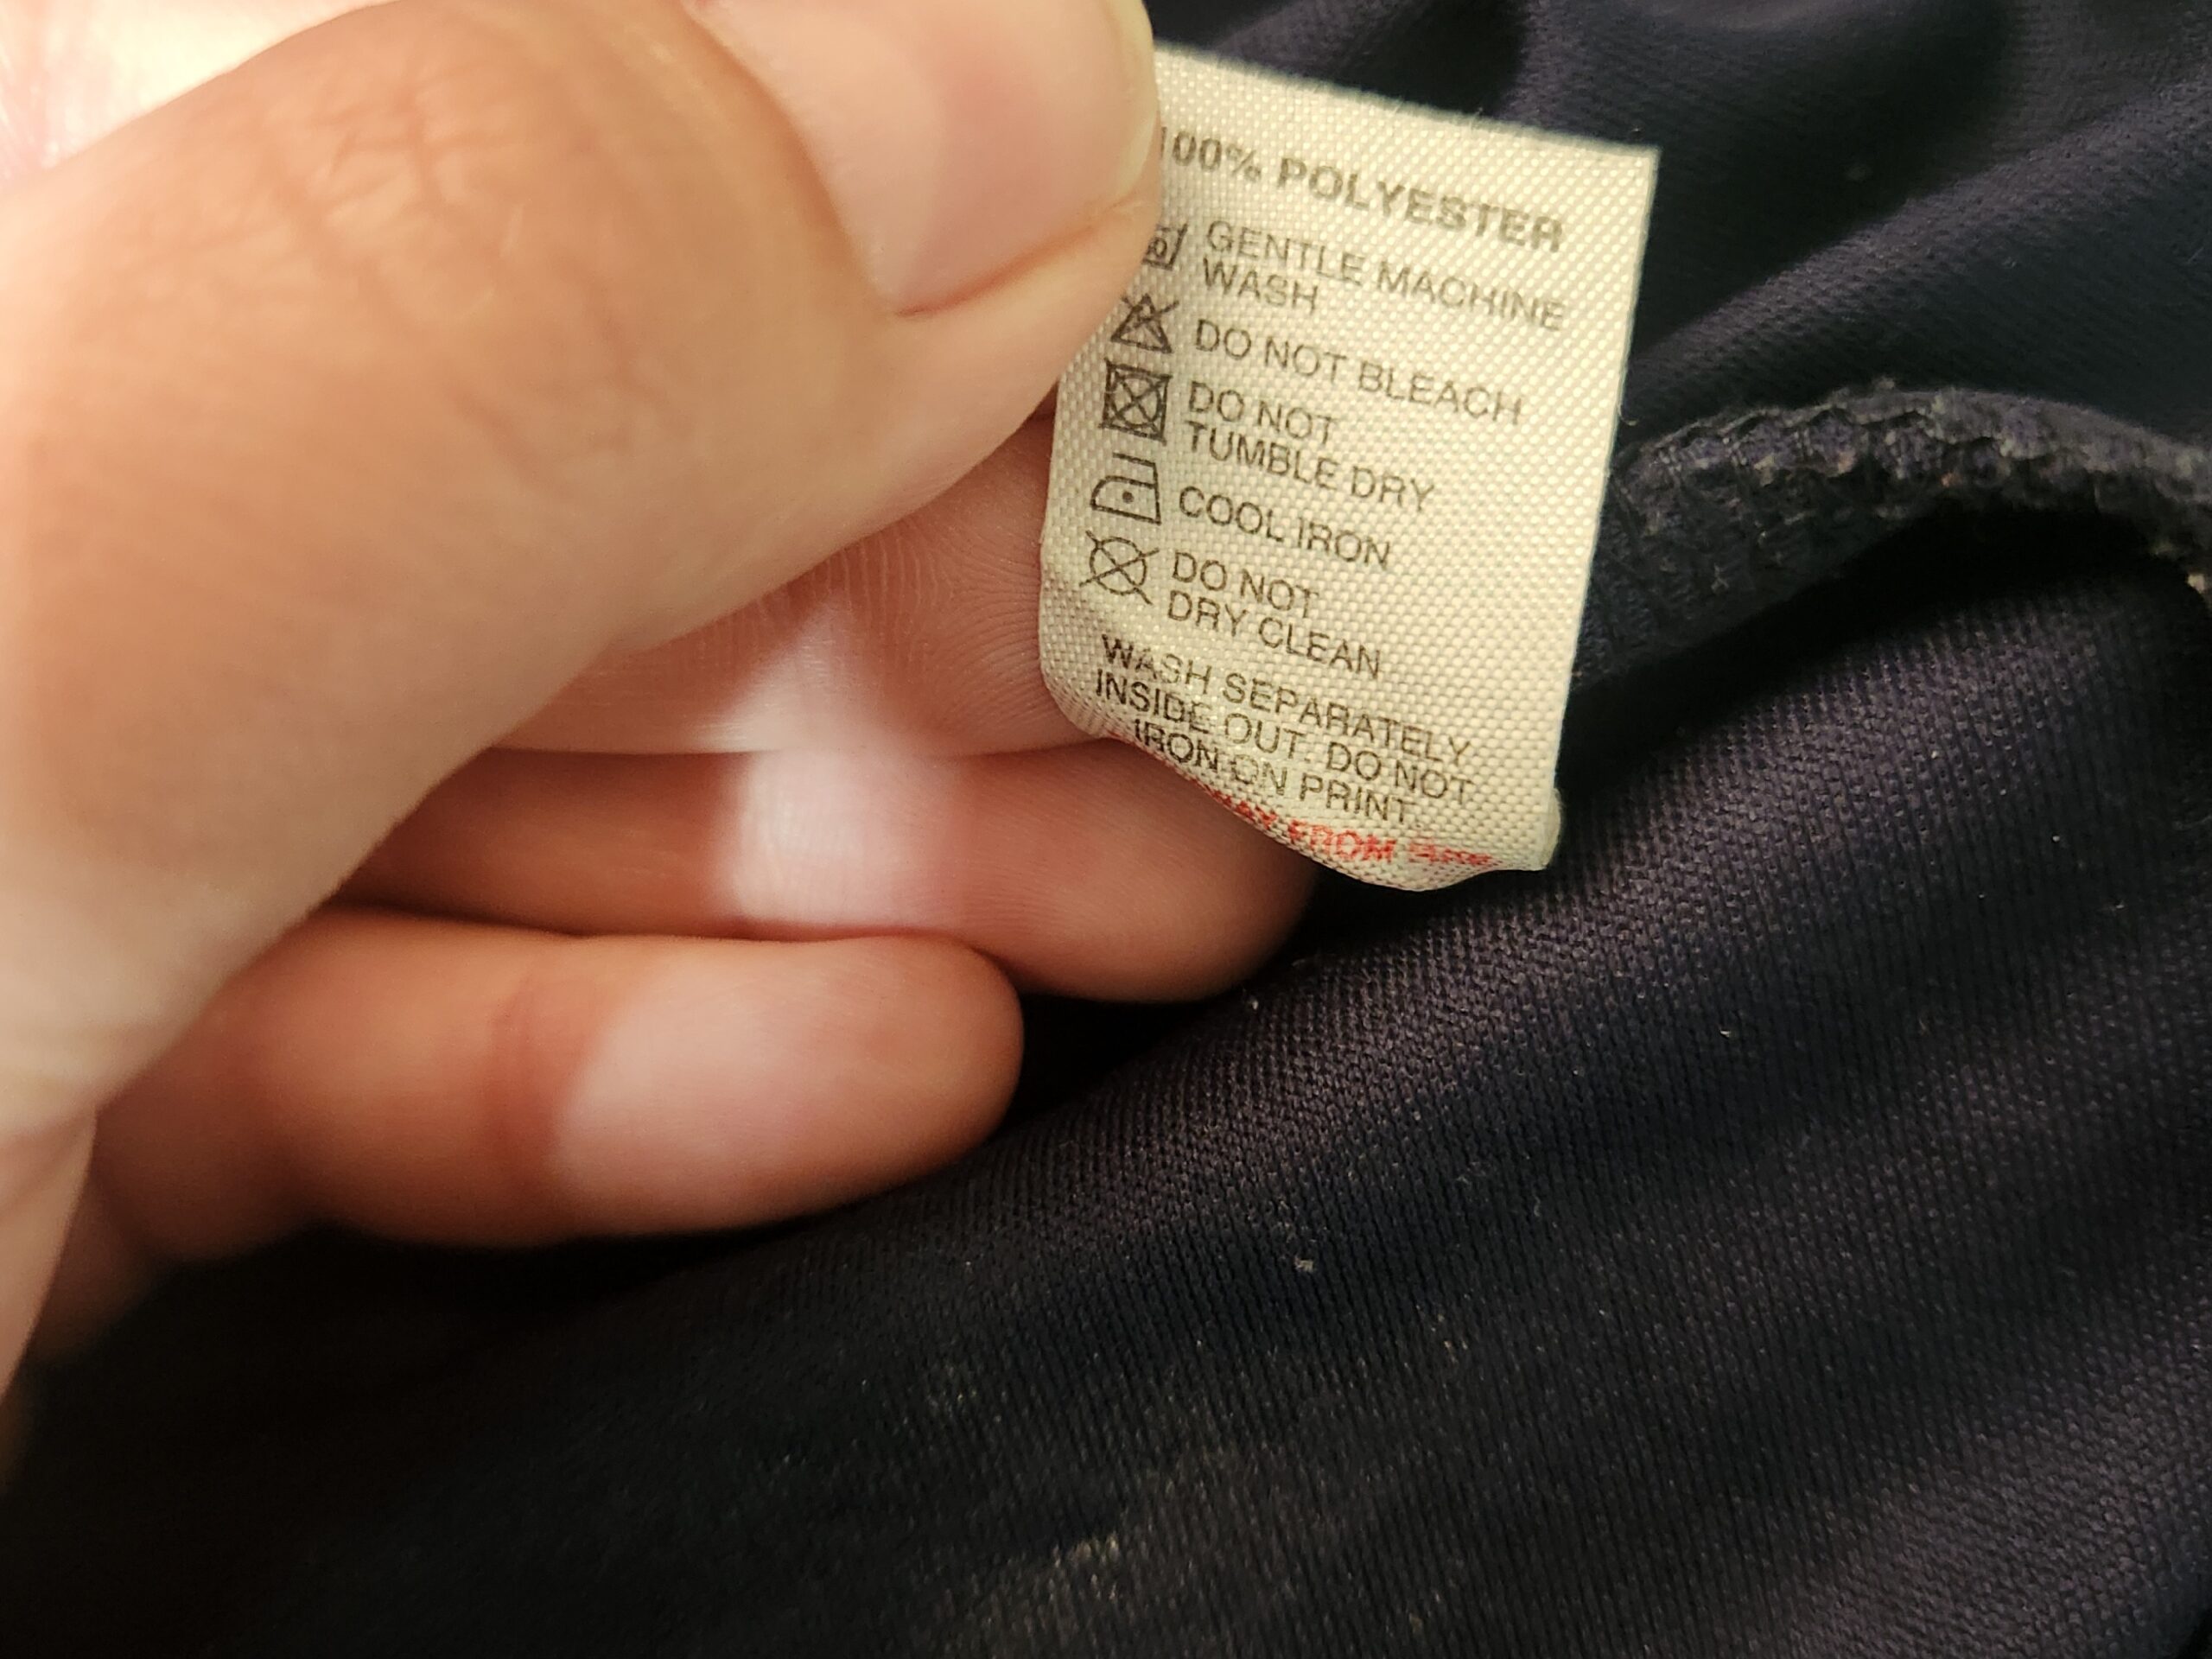 100% POLYESTER
GENTLE MACHINE
WASH
DO NOT BLEACH
DO NOT
TUMBLE DRY
COOL IRON
DO NOT
DRY CLEAN
WASH SEPARATELY
INSIDE OUT. DO NOT
IRON ON PRINT.
FROM